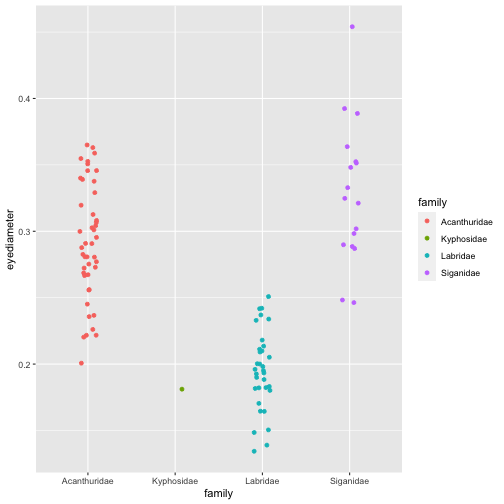 0.4
0.3
0.2
eyediameter
Acanthuridae Kyphosidae Labridae Siganidae
family
family
Acanthuridae
Kyphosidae
Labridae
Siganidae